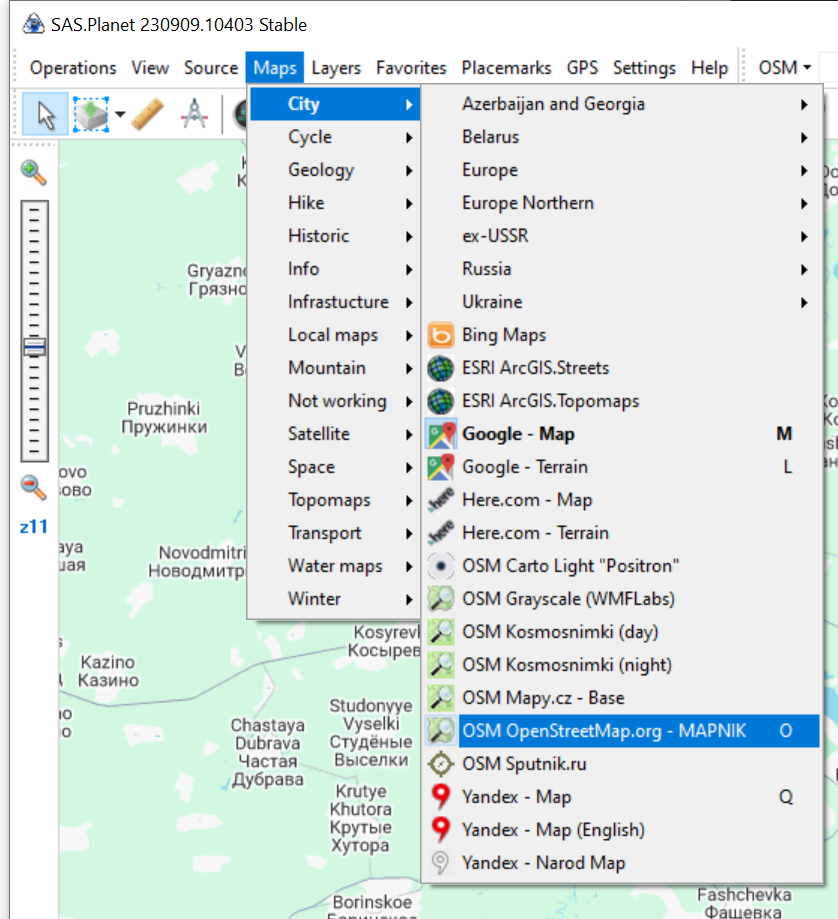 SAS.Planet 230909.10403 Stable
Operations View Source Maps Layers Favorites Placemarks GPS Settings Help OSM
City
Cycle
Geology
Hike
Historic
Info
Infrastucture
Local maps
Mountain
Not working
Satellite
Space
Topomaps
Transport
Water maps
Winter
Azerbaijan and Georgia
Belarus
Europe
Europe Northern
ex-USSR
Russia
Ukraine
Bing Maps
ESRI ArcGIS.Streets
ESRI ArcGIS.Topomaps
Google - Map M
Google - Terrain L
Here.com - Map
Here.com - Terrain
OSM Carto Light "Positron"
OSM Grayscale (WMFLabs)
OSM Kosmosnimki (day)
OSM Kosmosnimki (night)
OSM Mapy.cz - Base
OSM OpenStreetMap.org - MAPNIK O
OSM Sputnik.ru
Yandex - Map Q
Yandex - Map (English)
Yandex - Narod Map
z11
Gryazn
Грязно
Pruzhinki
Пружинки
Novodmitri
Новодмитр
Kosyrev
Косырев
Kazino
Казино
Studonyye
Vyselki
Студёные
Выселки
Chastaya
Dubrava
Частая
Дубрава
Krutye
Khutora
Крутые
Хутора
Borinskoe
Fashchevka
Фащевка